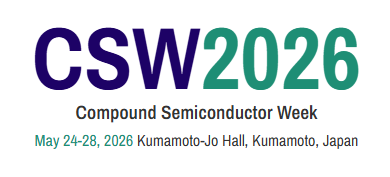 CSW2026
Compound Semiconductor Week
May 24-28, 2026 Kumamoto-Jo Hall, Kumamoto, Japan